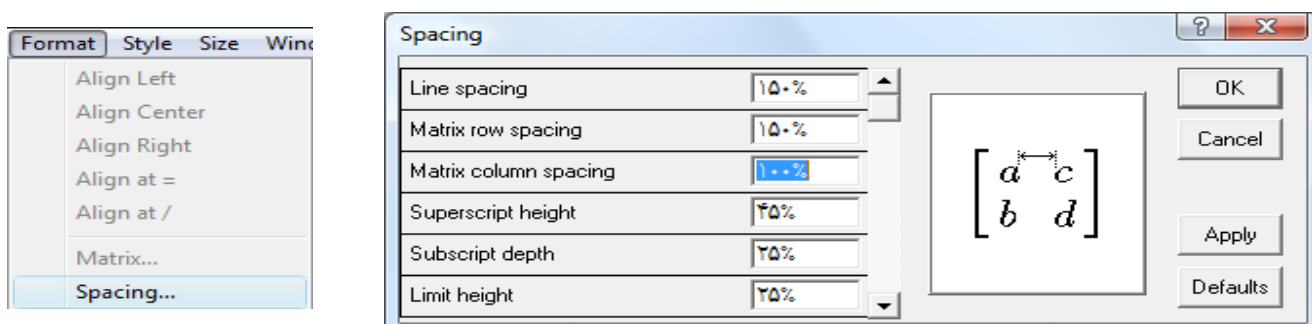 Format Style Size Wind
Align Left
Align Center
Align Right
Align at =
Align at /
Matrix...
Spacing...
Spacing
Line spacing ۱۵۰%
Matrix row spacing ۱۵۰%
Matrix column spacing ۱۰۰%
Superscript height ۴۵%
Subscript depth ۲۵%
Limit height ۲۵%
a c
b d
OK
Cancel
Apply
Defaults